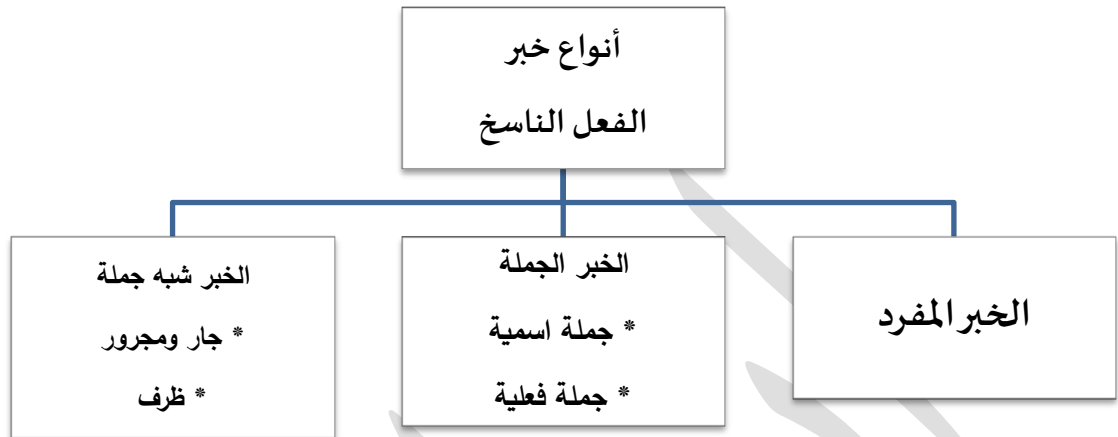 أنواع خبر
الفعل الناسخ
الخبر المفرد
الخبر الجملة
* جملة اسمية
* جملة فعلية
الخبر شبه جملة
* جار ومجرور
* ظرف